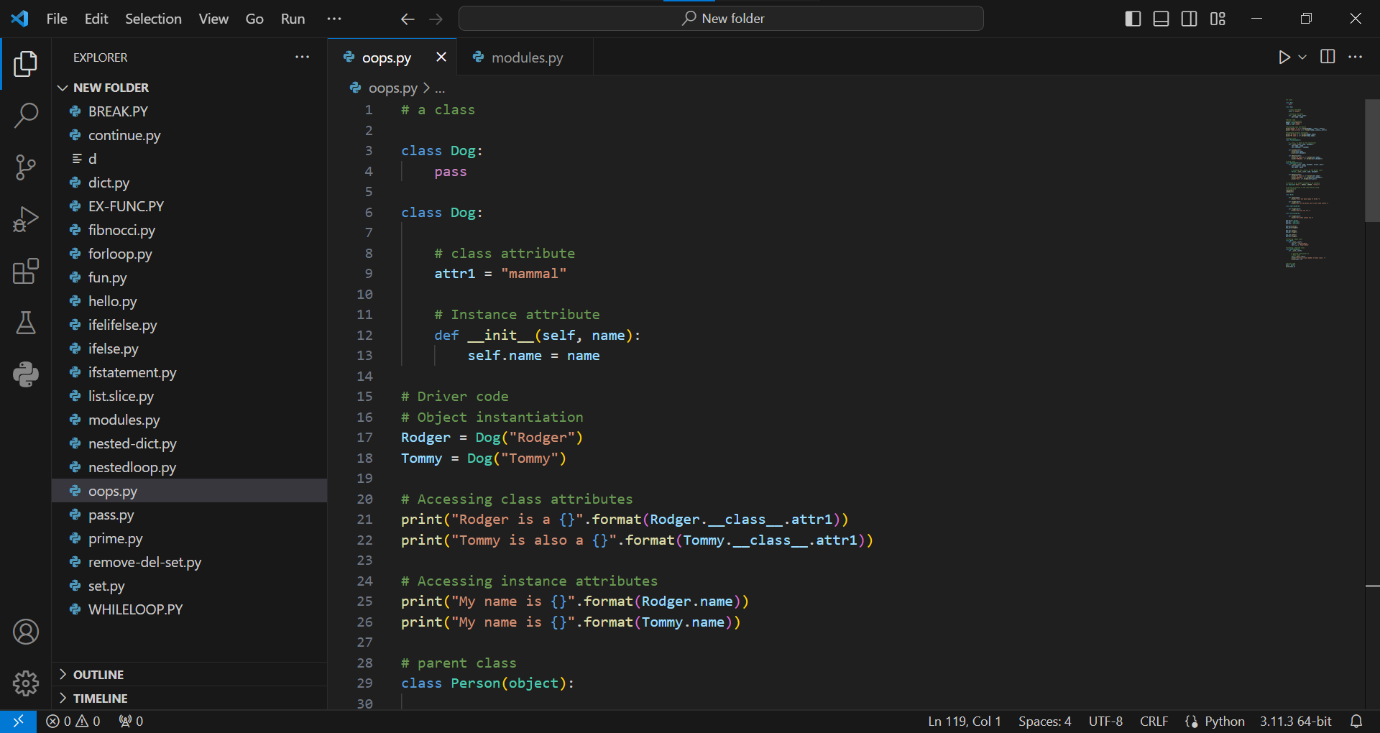 File Edit Selection View Go Run ··· New folder
EXPLORER ···
oops.py
modules.py
NEW FOLDER
BREAK.PY
continue.py
d
dict.py
EX-FUNC.PY
fibnocci.py
forloop.py
fun.py
hello.py
ifelifelse.py
ifelse.py
ifstatement.py
list.slice.py
modules.py
nested-dict.py
nestedloop.py
oops.py
pass.py
prime.py
remove-del-set.py
set.py
WHILELOOP.PY
OUTLINE
TIMELINE
oops.py > ...
1 # a class
2
3 class Dog:
4     pass
5
6 class Dog:
7
8     # class attribute
9     attr1 = "mammal"
10
11     # Instance attribute
12     def __init__(self, name):
13         self.name = name
14
15 # Driver code
16 # Object instantiation
17 Rodger = Dog("Rodger")
18 Tommy = Dog("Tommy")
19
20 # Accessing class attributes
21 print("Rodger is a {}".format(Rodger.__class__.attr1))
22 print("Tommy is also a {}".format(Tommy.__class__.attr1))
23
24 # Accessing instance attributes
25 print("My name is {}".format(Rodger.name))
26 print("My name is {}".format(Tommy.name))
27
28 # parent class
29 class Person(object):
30
0 0 0 Ln 119, Col 1 Spaces: 4 UTF-8 CRLF Python 3.11.3 64-bit